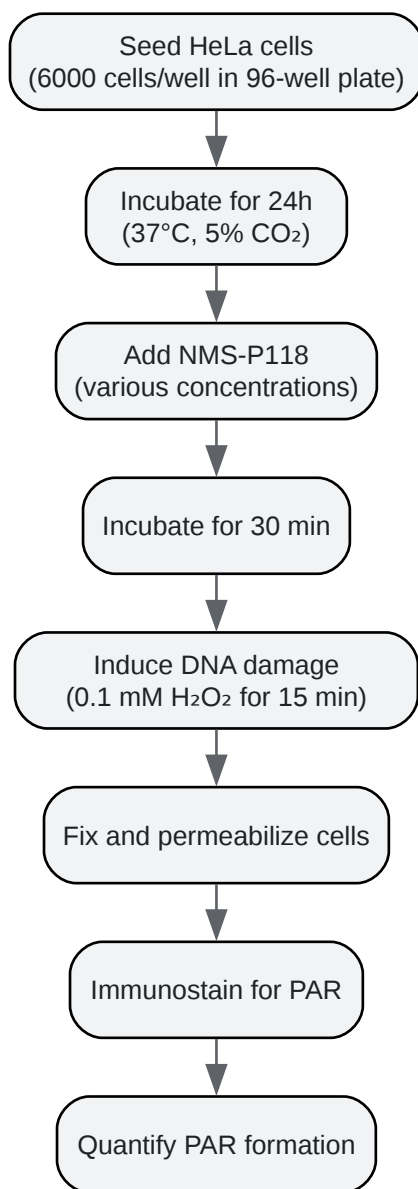 Seed HeLa cells
(6000 cells/well in 96-well plate)
Incubate for 24h
(37°C, 5% CO₂)
Add NMS-P118
(various concentrations)
Incubate for 30 min
Induce DNA damage
(0.1 mM H₂O₂ for 15 min)
Fix and permeabilize cells
Immunostain for PAR
Quantify PAR formation